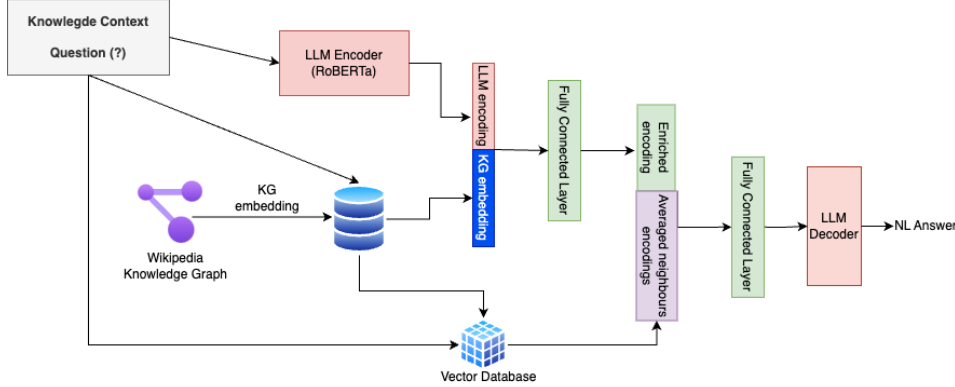 Knowlegde Context
Question (?)
LLM Encoder
(RoBERTa)
LLM encoding
KG embedding
Fully Connected Layer
Enriched
encoding
Averaged neighbours
encodings
Fully Connected Layer
LLM
Decoder
NL Answer
KG
embedding
Wikipedia
Knowledge Graph
Vector Database